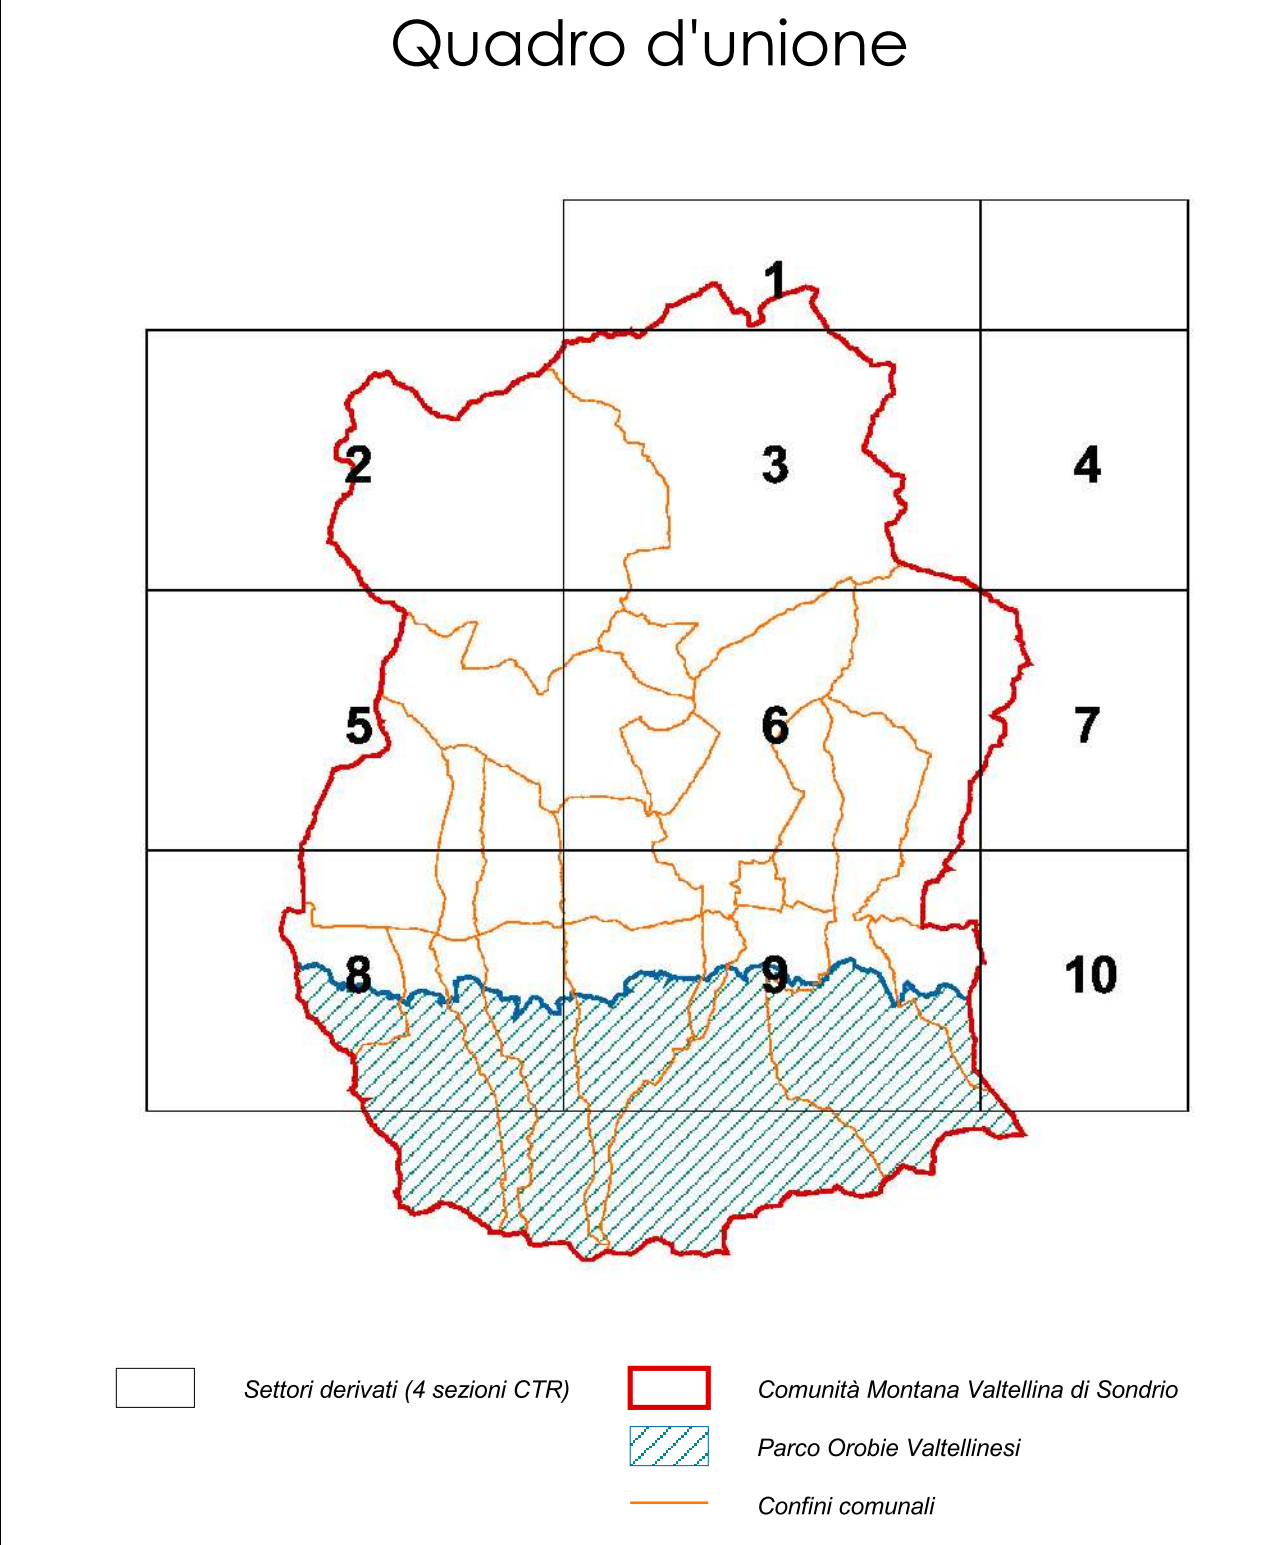 Quadro d'unione
1
2
3
4
5
6
7
8
9
10
Settori derivati (4 sezioni CTR)
Comunità Montana Valtellina di Sondrio
Parco Orobie Valtellinesi
Confini comunali